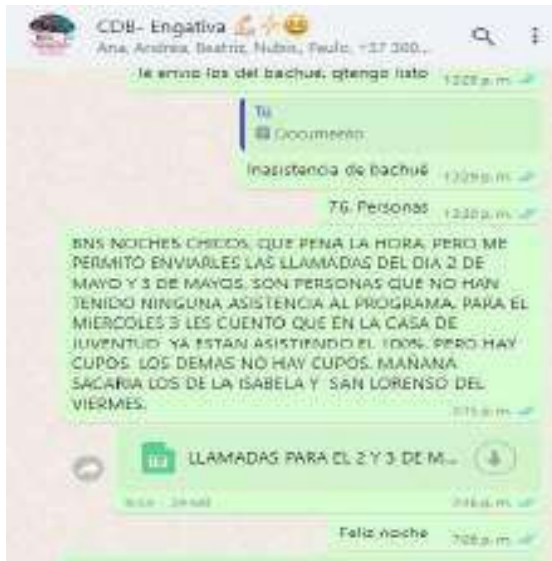 CDB- Engativa
Ana, Andrea, Beatriz, Nubis, Paulo, +57 300...
le envio los del bachue, qtengo listo
Tú
Documento
Inasistencia de bachué
76. Personas
BNS NOCHES CHICOS, QUE PENA LA HORA, PERO ME
PERMITO ENVIARLES LAS LLAMADAS DEL DIA 2 DE
MAYO Y 3 DE MAYOS. SON PERSONAS QUE NO HAN
TENIDO NINGUNA ASISTENCIA AL PROGRAMA. PARA EL
MIERCOLES 3 LES CUENTO QUE EN LA CASA DE
JUVENTUD YA ESTAN ASISTIENDO EL 100%. PERO HAY
CUPOS. LOS DEMAS NO HAY CUPOS. MAÑANA
SACARIA LOS DE LA ISABELA Y SAN LORENSO DEL
VIERNES.
LLAMADAS PARA EL 2 Y 3 DE M...
Feliz noche